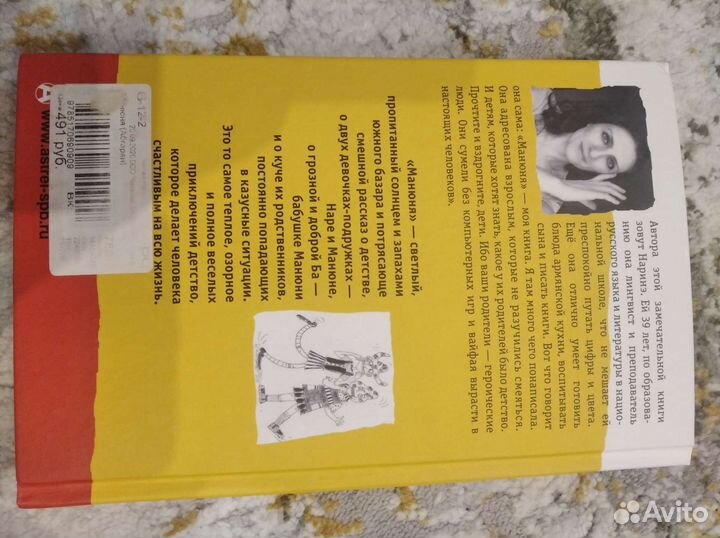 Автора этой замечательной книги
зовут Наринэ. Ей 39 лет, по образова-
нию она лингвист и преподаватель
русского языка и литературы в нацио-
нальной школе, что не мешает ей
преспокойно путать цифры и цвета.
Ещё она отлично умеет готовить
блюда армянской кухни, воспитывать
сына и писать книги. Вот что говорит
она сама: «Манюня» — моя книга. Я там много чего понаписала.
Она адресована взрослым, которые не разучились смеяться.
И детям, которые хотят знать, какое у их родителей было детство.
Прочтите и вздрогните, дети. Ибо ваши родители — героические
люди. Они сумели без компьютерных игр и вайфая вырасти в
настоящих человеков».
«Манюня» — светлый,
пропитанный солнцем и запахами
южного базара и потрясающе
смешной рассказ о детстве,
о двух девочках-подружках —
Наре и Манюне,
о грозной и доброй Ба —
бабушке Манюни
и о куче их родственников,
постоянно попадающих
в казусные ситуации.
Это то самое теплое, озорное
и полное веселых
приключений детство,
которое делает человека
счастливым на всю жизнь.
Манюня (Абгарян)
Цена: 491 руб.
www.astrel-spb.ru
Avito